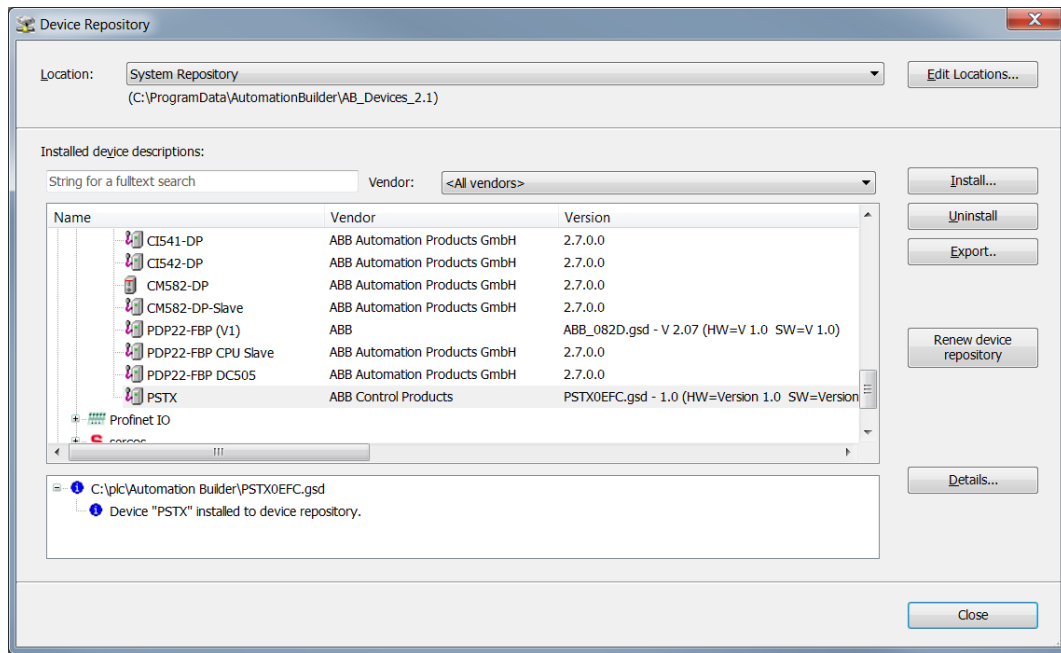 Device Repository
X
Location: System Repository Edit Locations...
(C:\ProgramData\AutomationBuilder\AB_Devices_2.1)
Installed device descriptions:
String for a fulltext search Vendor: <All vendors> Install...
Name Vendor Version Uninstall
CI541-DP ABB Automation Products GmbH 2.7.0.0 Export..
CI542-DP ABB Automation Products GmbH 2.7.0.0
CM582-DP ABB Automation Products GmbH 2.7.0.0
CM582-DP-Slave ABB Automation Products GmbH 2.7.0.0
PDP22-FBP (V1) ABB ABB_082D.gsd - V 2.07 (HW=V 1.0 SW=V 1.0)
Renew device
repository
PDP22-FBP CPU Slave ABB Automation Products GmbH 2.7.0.0
PDP22-FBP DC505 ABB Automation Products GmbH 2.7.0.0
PSTX ABB Control Products PSTX0EFC.gsd - 1.0 (HW=Version 1.0 SW=Version
Profinet IO
sercos
C:\plc\Automation Builder\PSTX0EFC.gsd Details...
Device "PSTX" installed to device repository.
Close